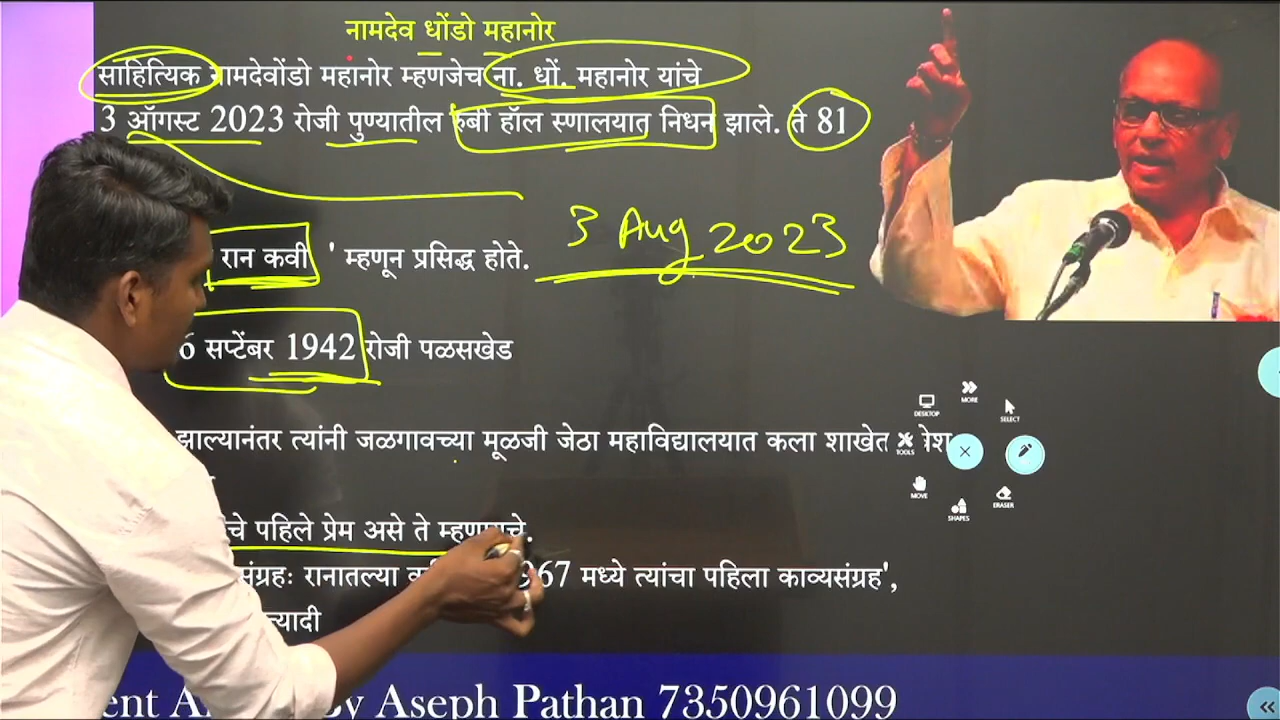 नामदेव धोंडो महानोर
साहित्यिक नामदेवोंडो महानोर म्हणजेच ना. धों. महानोर यांचे
3 ऑगस्ट 2023 रोजी पुण्यातील रुबी हॉल रुणालयात निधन झाले. ते 81
3 Aug 2023
रान कवी ' म्हणून प्रसिद्ध होते.
6 सप्टेंबर 1942 रोजी पळसखेड
DESKTOP
MORE
SELECT
झाल्यानंतर त्यांनी जळगावच्या मूळजी जेठा महाविद्यालयात कला शाखेत
TOOLS
MOVE
SHAPES
ERASER
चे पहिले प्रेम असे ते
संग्रहः रानातल्या 967 मध्ये त्यांचा पहिला काव्यसंग्रह',
त्यादी
By Aseph Pathan 7350961099